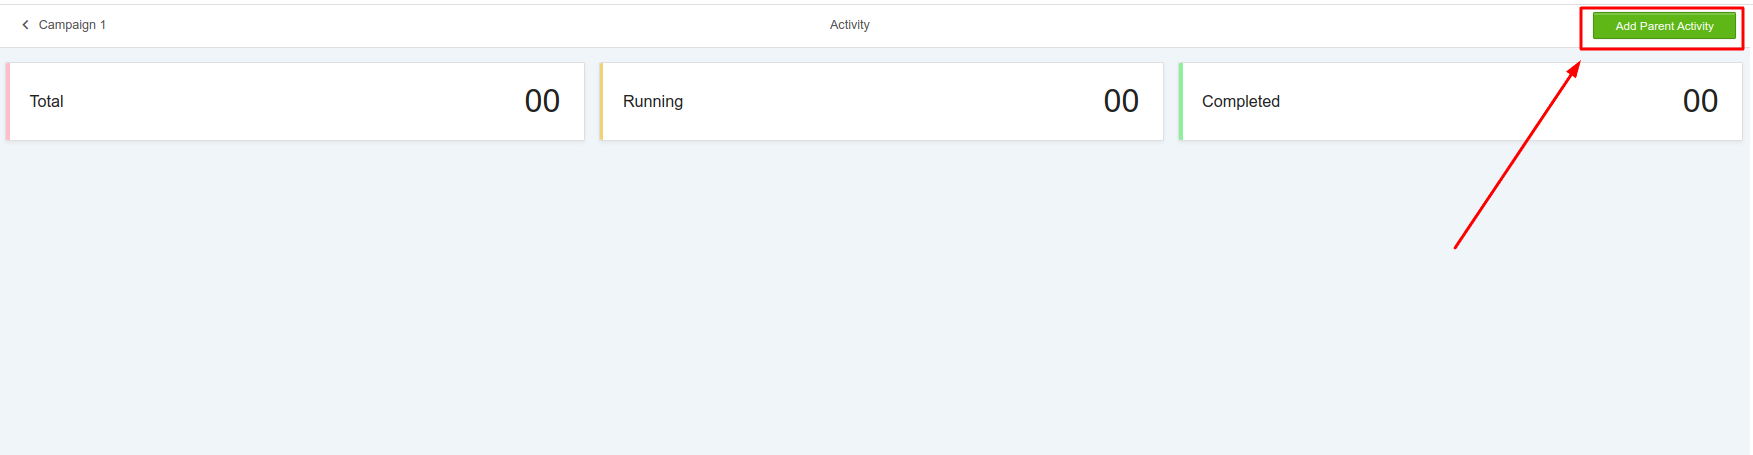 Campaign 1
Activity
Add Parent Activity
Total
00
Running
00
Completed
00